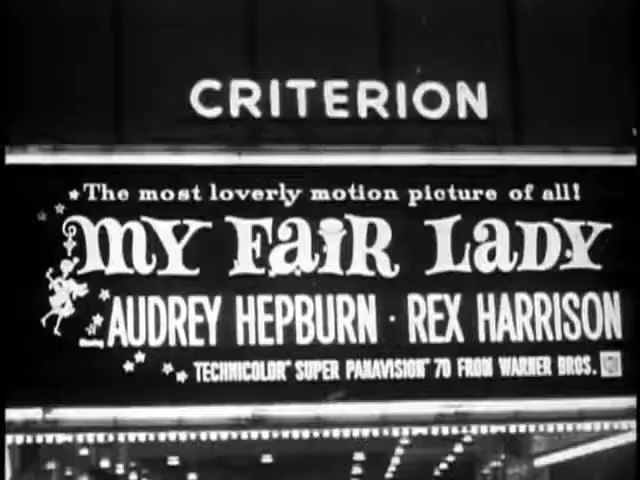 CRITERION
The most loverly motion picture of all!
MY FAIR LADY
AUDREY HEPBURN · REX HARRISON
TECHNICOLOR® SUPER PANAVISION® 70 FROM WARNER BROS.